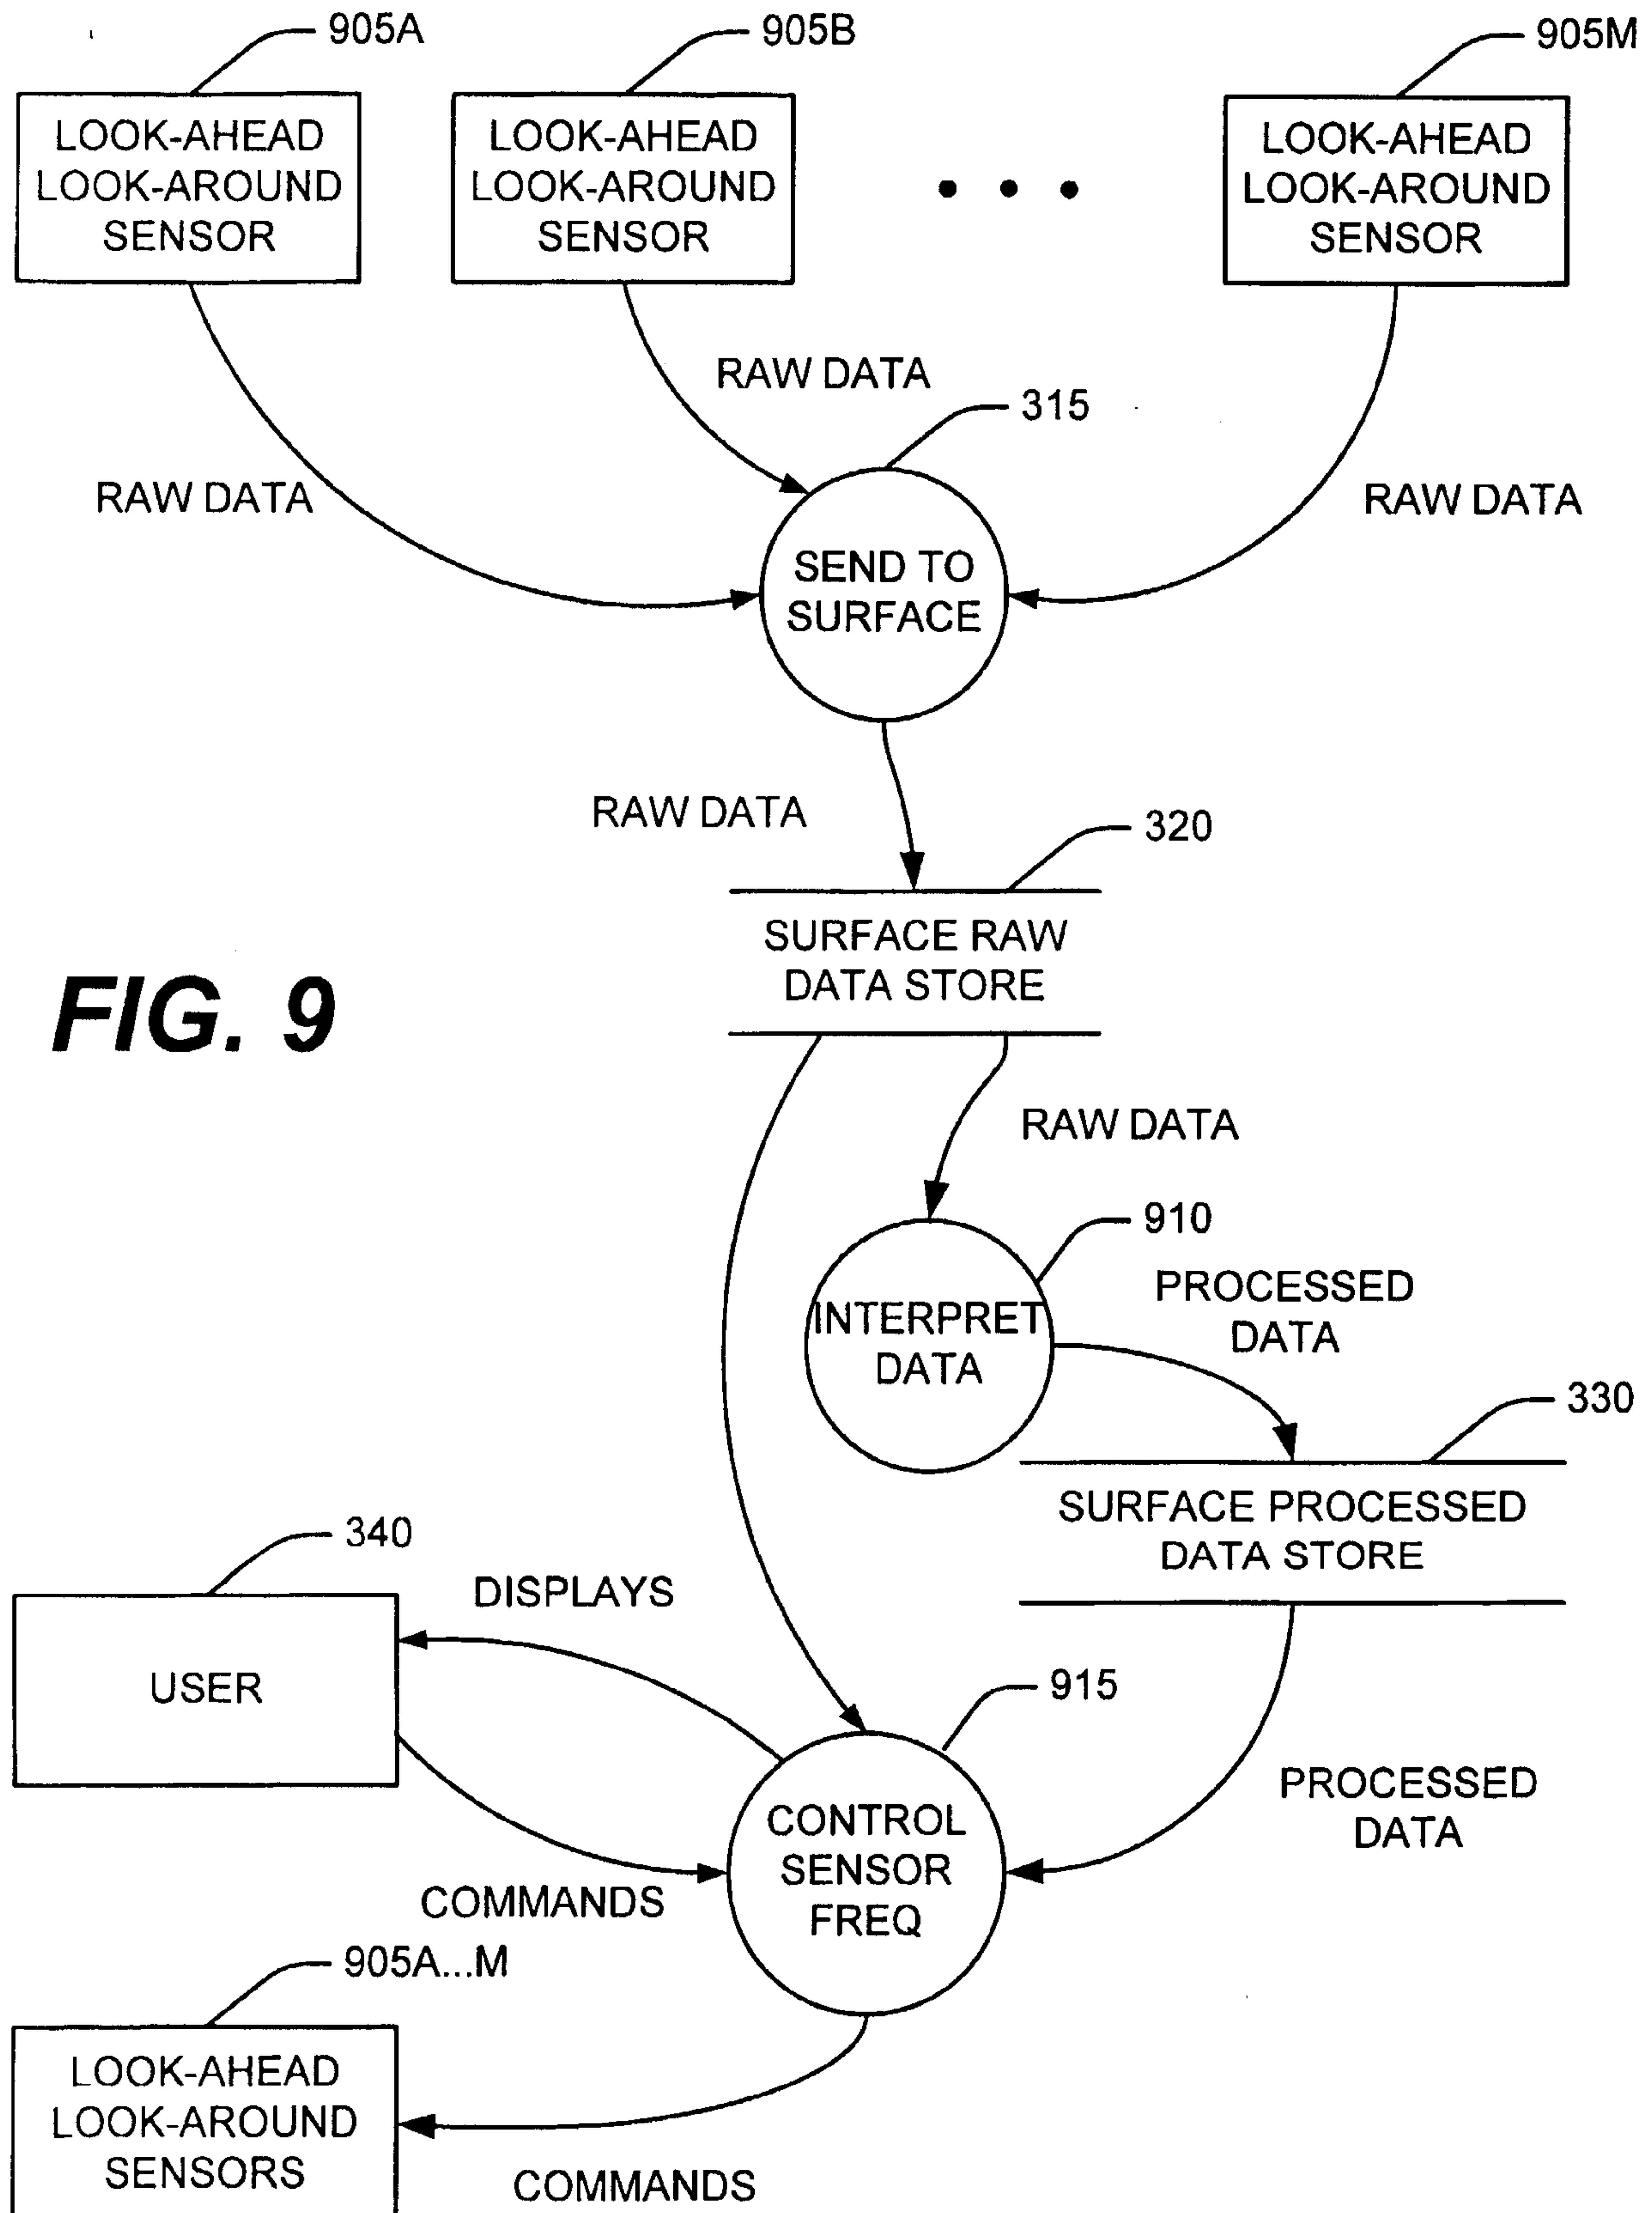 905A
905B
905M
LOOK-AHEAD
LOOK-AROUND
SENSOR
LOOK-AHEAD
LOOK-AROUND
SENSOR
• • •
LOOK-AHEAD
LOOK-AROUND
SENSOR
RAW DATA
315
RAW DATA
RAW DATA
SEND TO
SURFACE
RAW DATA
320
SURFACE RAW
DATA STORE
FIG. 9
RAW DATA
910
INTERPRET
DATA
PROCESSED
DATA
330
SURFACE PROCESSED
DATA STORE
340
DISPLAYS
USER
915
CONTROL
SENSOR
FREQ
PROCESSED
DATA
COMMANDS
905A...M
LOOK-AHEAD
LOOK-AROUND
SENSORS
COMMANDS